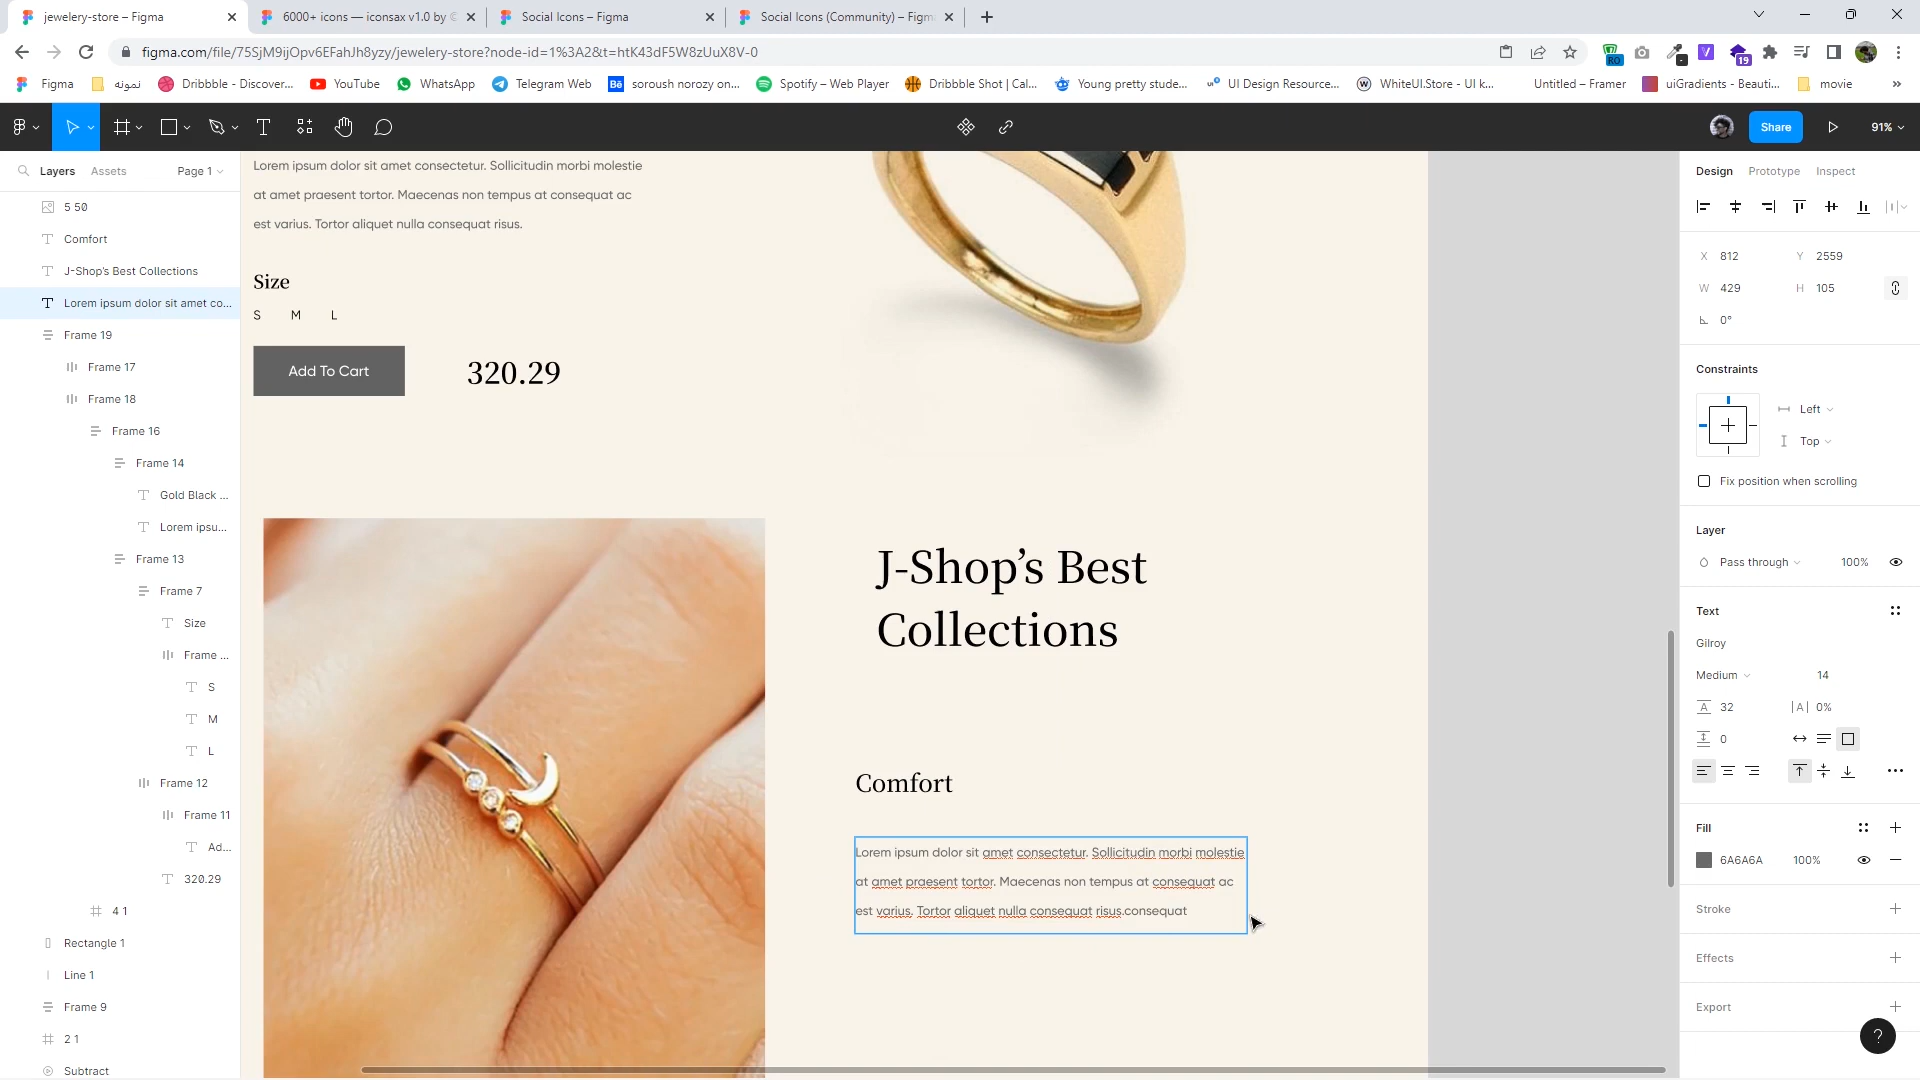 jewelery-store – Figma
6000+ icons — iconsax v1.0 by
Social Icons – Figma
Social Icons (Community) – Figm
figma.com/file/75SjM9ijOpv6EFahJh8yzy/jewelery-store?node-id=1%3A2&t=htK43dF5W8zUuX8V-0
RO
19
Figma
نمونه
Dribbble - Discover...
YouTube
WhatsApp
Telegram Web
soroush norozy on...
Spotify – Web Player
Dribbble Shot | Cal...
Young pretty stude...
UI Design Resource...
WhiteUI.Store - UI k...
Untitled – Framer
uiGradients - Beauti...
movie
»
Share
91%
Layers
Assets
Page 1
5 50
Comfort
J-Shop's Best Collections
Lorem ipsum dolor sit amet co...
Frame 19
Frame 17
Frame 18
Frame 16
Frame 14
Gold Black ...
Lorem ipsu...
Frame 13
Frame 7
Size
Frame ...
S
M
L
Frame 12
Frame 11
Ad...
320.29
4 1
Rectangle 1
Line 1
Frame 9
2 1
Subtract
Lorem ipsum dolor sit amet consectetur. Sollicitudin morbi molestie
at amet praesent tortor. Maecenas non tempus at consequat ac
est varius. Tortor aliquet nulla consequat risus.
Size
S M L
Add To Cart
320.29
J-Shop's Best
Collections
Comfort
Lorem ipsum dolor sit amet consectetur. Sollicitudin morbi molestie
at amet praesent tortor. Maecenas non tempus at consequat ac
est varius. Tortor aliquet nulla consequat risus.consequat
Design
Prototype
Inspect
X 812 Y 2559
W 429 H 105
0°
Constraints
Left
Top
Fix position when scrolling
Layer
Pass through 100%
Text
Gilroy
Medium 14
A 32 |A| 0%
0
Fill
6A6A6A 100%
Stroke
Effects
Export
?